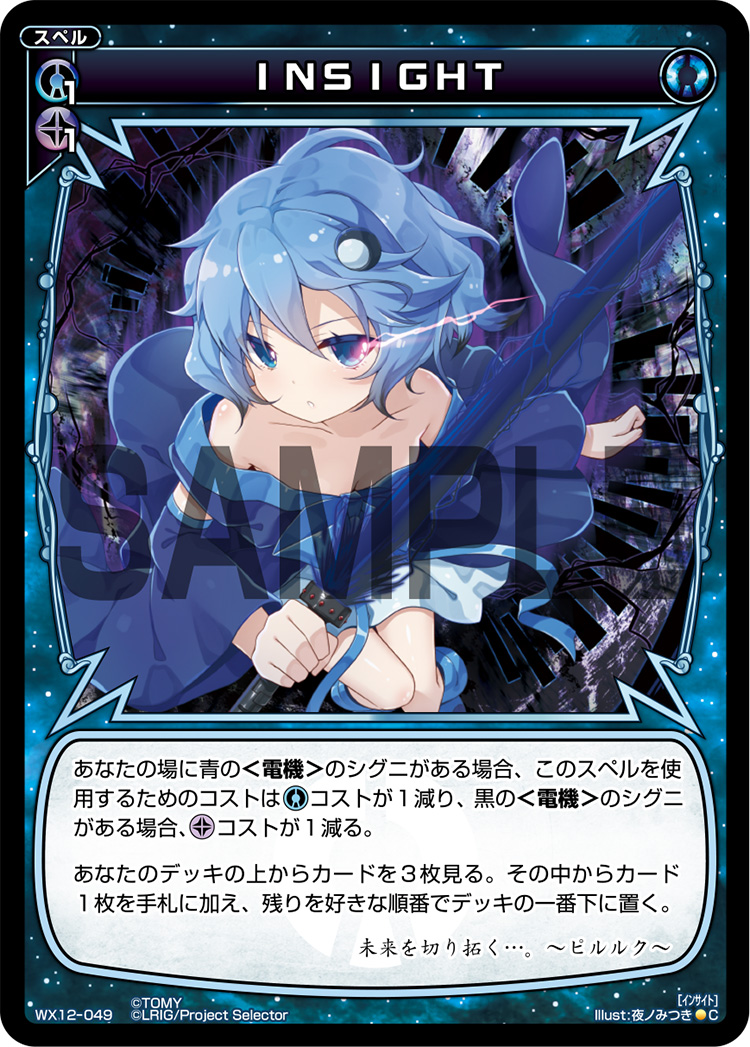 スペル
INSIGHT
1
1
SAMPLE
あなたの場に青の＜電機＞のシグニがある場合、このスペルを使
用するためのコストはコストが１減り、黒の＜電機＞のシグニ
がある場合、コストが１減る。
あなたのデッキの上からカードを３枚見る。その中からカード
１枚を手札に加え、残りを好きな順番でデッキの一番下に置く。
未来を切り拓く…。～ピルルク～
WX12-049
©TOMY
©LRIG/Project Selector
[インサイト]
Illust:夜ノみつき C